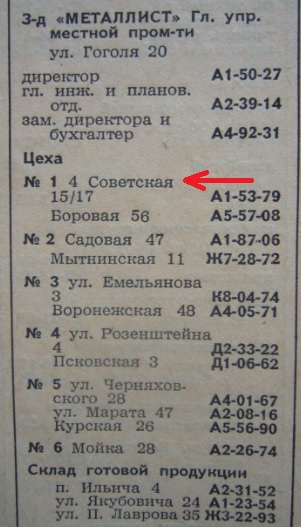 З-д «МЕТАЛЛИСТ» Гл. упр.
местной пром-ти
ул. Гоголя 20
директор А1-50-27
гл. инж. и планов.
отд. А2-39-14
зам. директора и
бухгалтер А4-92-31
Цеха
№ 1 4 Советская
15/17 А1-53-79
Боровая 56 А5-57-08
№ 2 Садовая 47 А1-87-06
Мытнинская 11 Ж7-28-72
№ 3 ул. Емельянова
3 К8-04-74
Воронежская 48 А4-05-71
№ 4 ул. Розенштейна
4 Д2-33-22
Псковская 3 Д1-06-62
№ 5 ул. Черняхов-
ского 28 А4-01-67
ул. Марата 47 А2-08-16
Курская 26 А5-56-90
№ 6 Мойка 28 А2-26-74
Склад готовой продукции
п. Ильича 4 А2-31-52
ул. Якубовича 24 А1-23-54
ул. П. Лаврова 35 Ж3-22-93